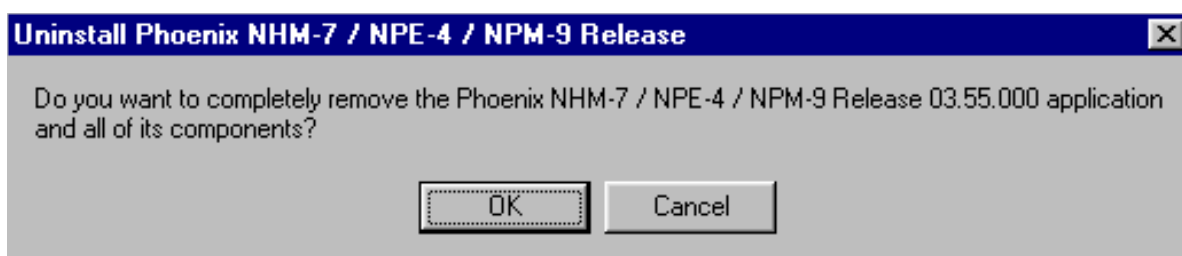 Uninstall Phoenix NHM-7 / NPE-4 / NPM-9 Release
Do you want to completely remove the Phoenix NHM-7 / NPE-4 / NPM-9 Release 03.55.000 application
and all of its components?
OK Cancel